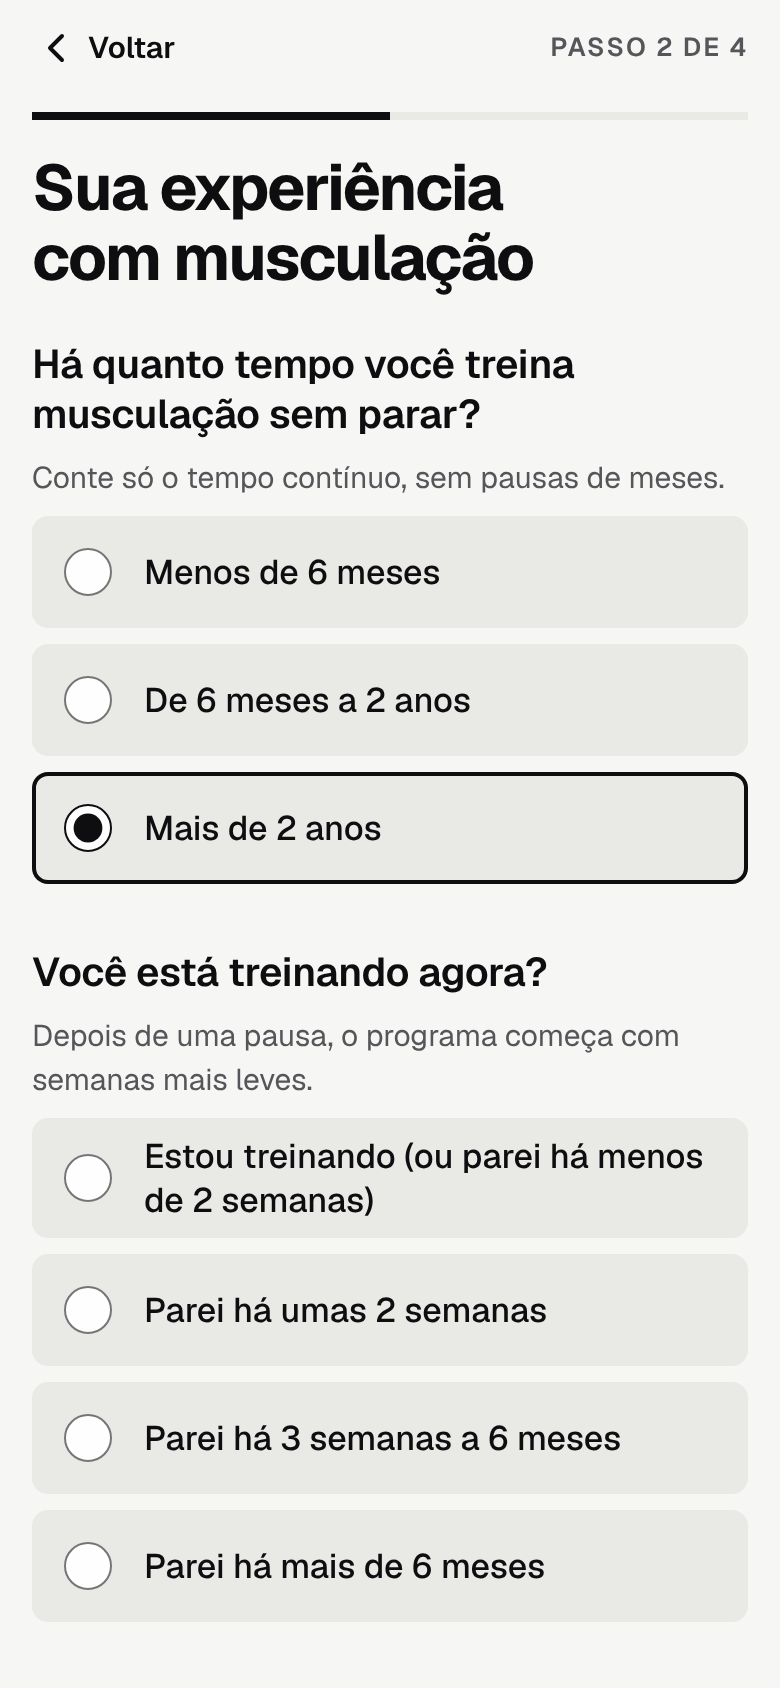 Voltar
PASSO 2 DE 4
Sua experiência
com musculação
Há quanto tempo você treina
musculação sem parar?
Conte só o tempo contínuo, sem pausas de meses.
Menos de 6 meses
De 6 meses a 2 anos
Mais de 2 anos
Você está treinando agora?
Depois de uma pausa, o programa começa com
semanas mais leves.
Estou treinando (ou parei há menos
de 2 semanas)
Parei há umas 2 semanas
Parei há 3 semanas a 6 meses
Parei há mais de 6 meses